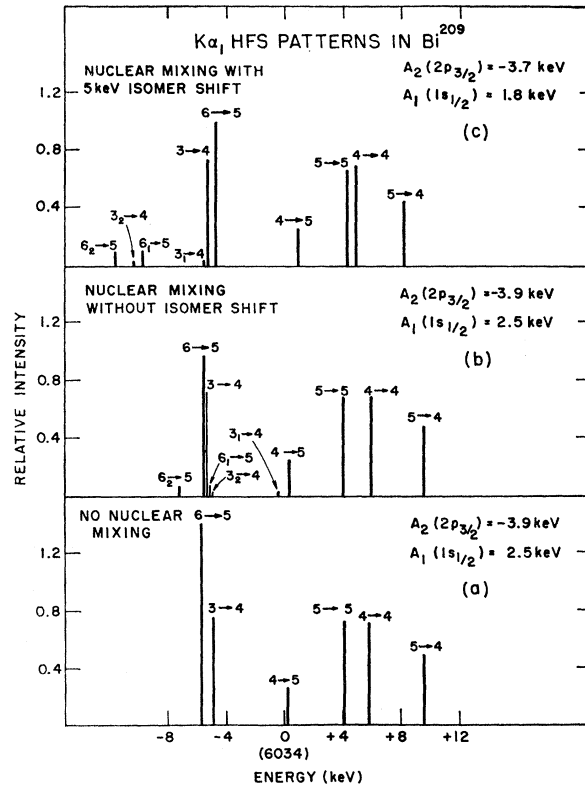 Kα₁ HFS PATTERNS IN Bi²⁰⁹
NUCLEAR MIXING WITH
5 keV ISOMER SHIFT
A₂ (2p₃/₂) = -3.7 keV
A₁ (1s₁/₂) = 1.8 keV
(c)
1.2
0.8
0.4
6₂→5
3₂→4
6₁→5
3₁→4
3→4
6→5
4→5
5→5
4→4
5→4
NUCLEAR MIXING
WITHOUT ISOMER SHIFT
A₂ (2p₃/₂) = -3.9 keV
A₁ (1s₁/₂) = 2.5 keV
(b)
1.2
0.8
0.4
6₂→5
6→5
3→4
6₁→5
3₂→4
3₁→4
4→5
5→5
4→4
5→4
NO NUCLEAR
MIXING
A₂ (2p₃/₂) = -3.9 keV
A₁ (1s₁/₂) = 2.5 keV
(a)
1.2
0.8
0.4
6→5
3→4
4→5
5→5
4→4
5→4
RELATIVE INTENSITY
-8 -4 0 +4 +8 +12
(6034)
ENERGY (keV)